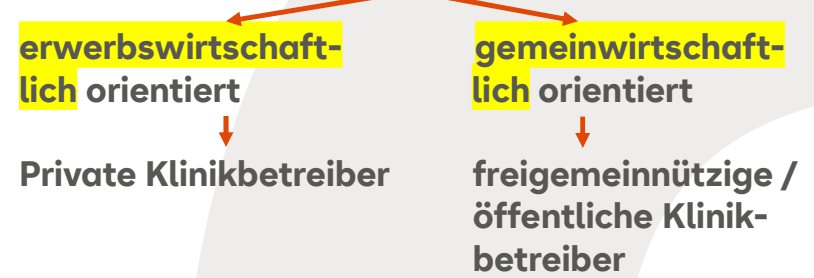 erwerbswirtschaft-
lich orientiert
Private Klinikbetreiber
gemeinwirtschaft-
lich orientiert
freigemeinnützige /
öffentliche Klinik-
betreiber